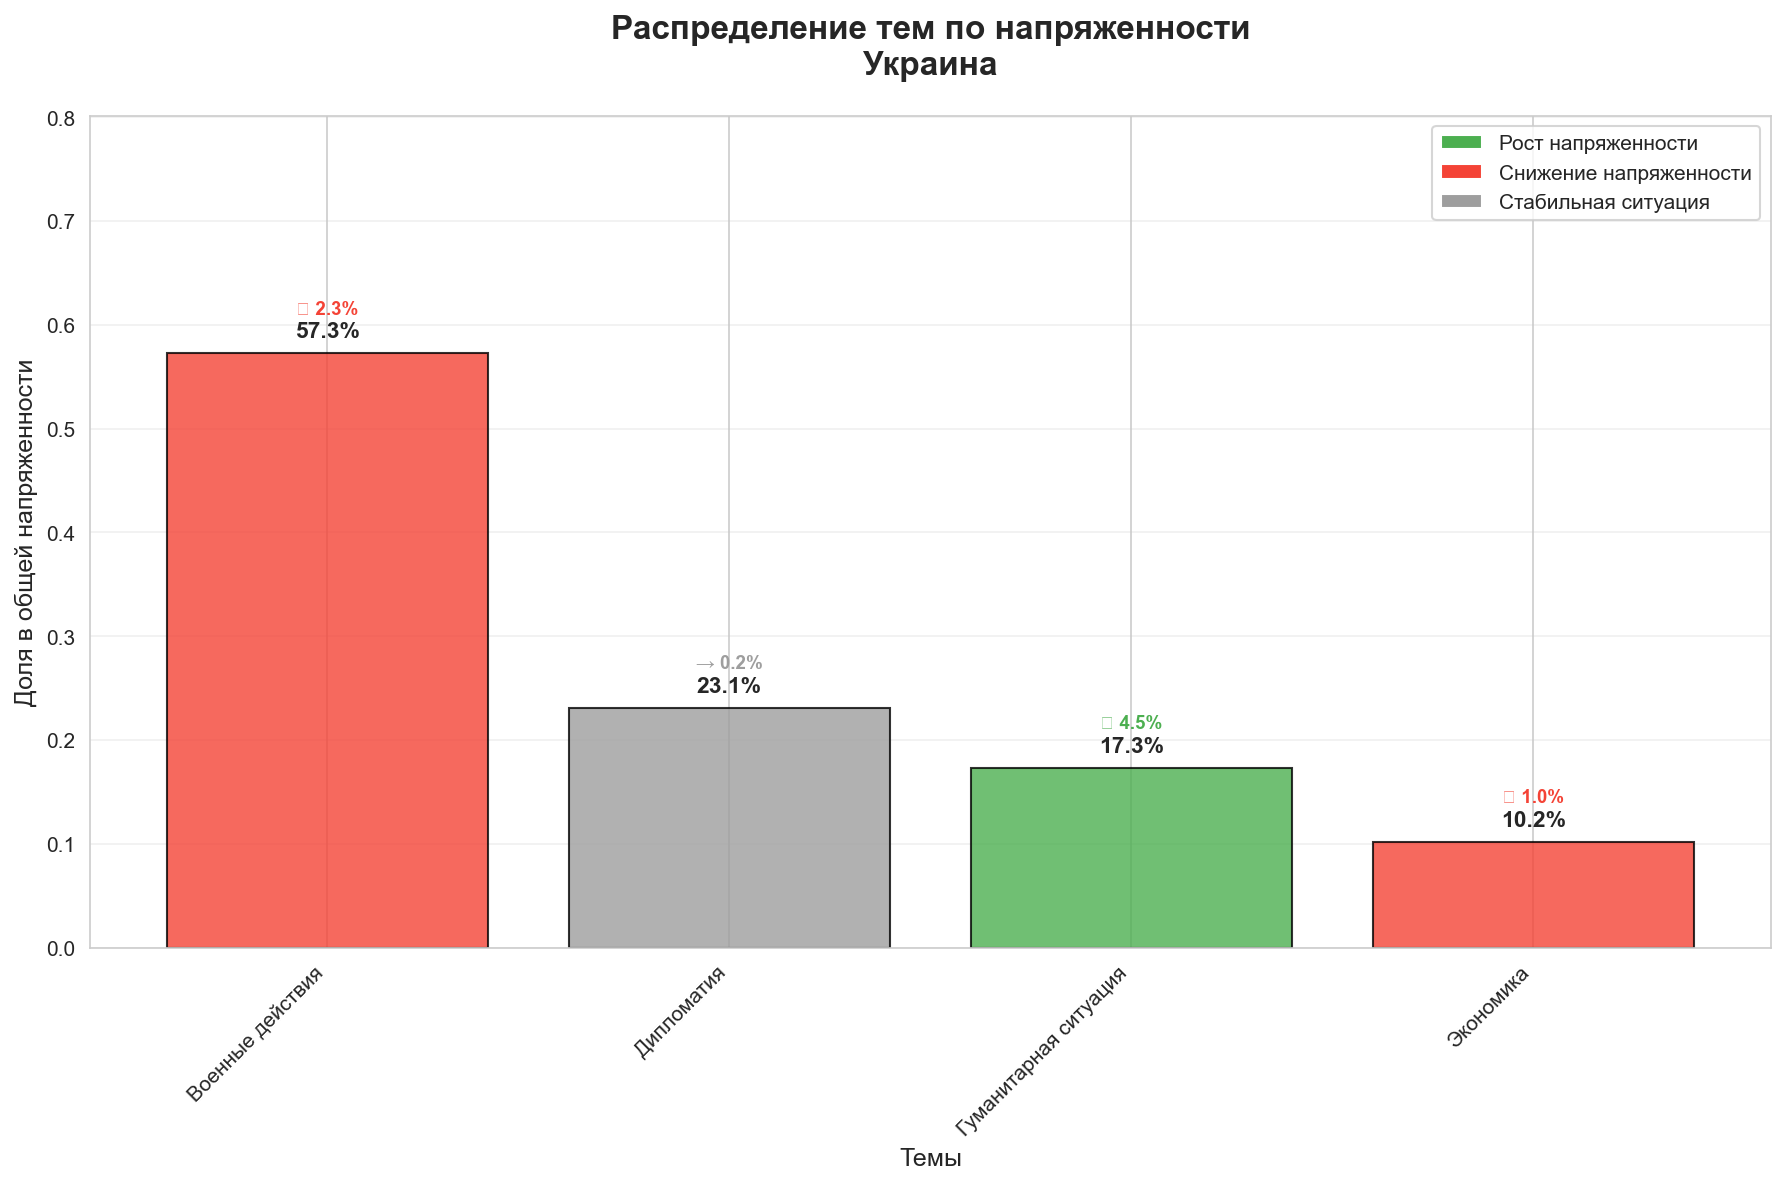 Распределение тем по напряженности
Украина
Доля в общей напряженности
0.8
0.7
0.6
0.5
0.4
0.3
0.2
0.1
0.0
Рост напряженности
Снижение напряженности
Стабильная ситуация
2.3%
57.3%
→ 0.2%
23.1%
4.5%
17.3%
1.0%
10.2%
Военные действия
Дипломатия
Гуманитарная ситуация
Экономика
Темы